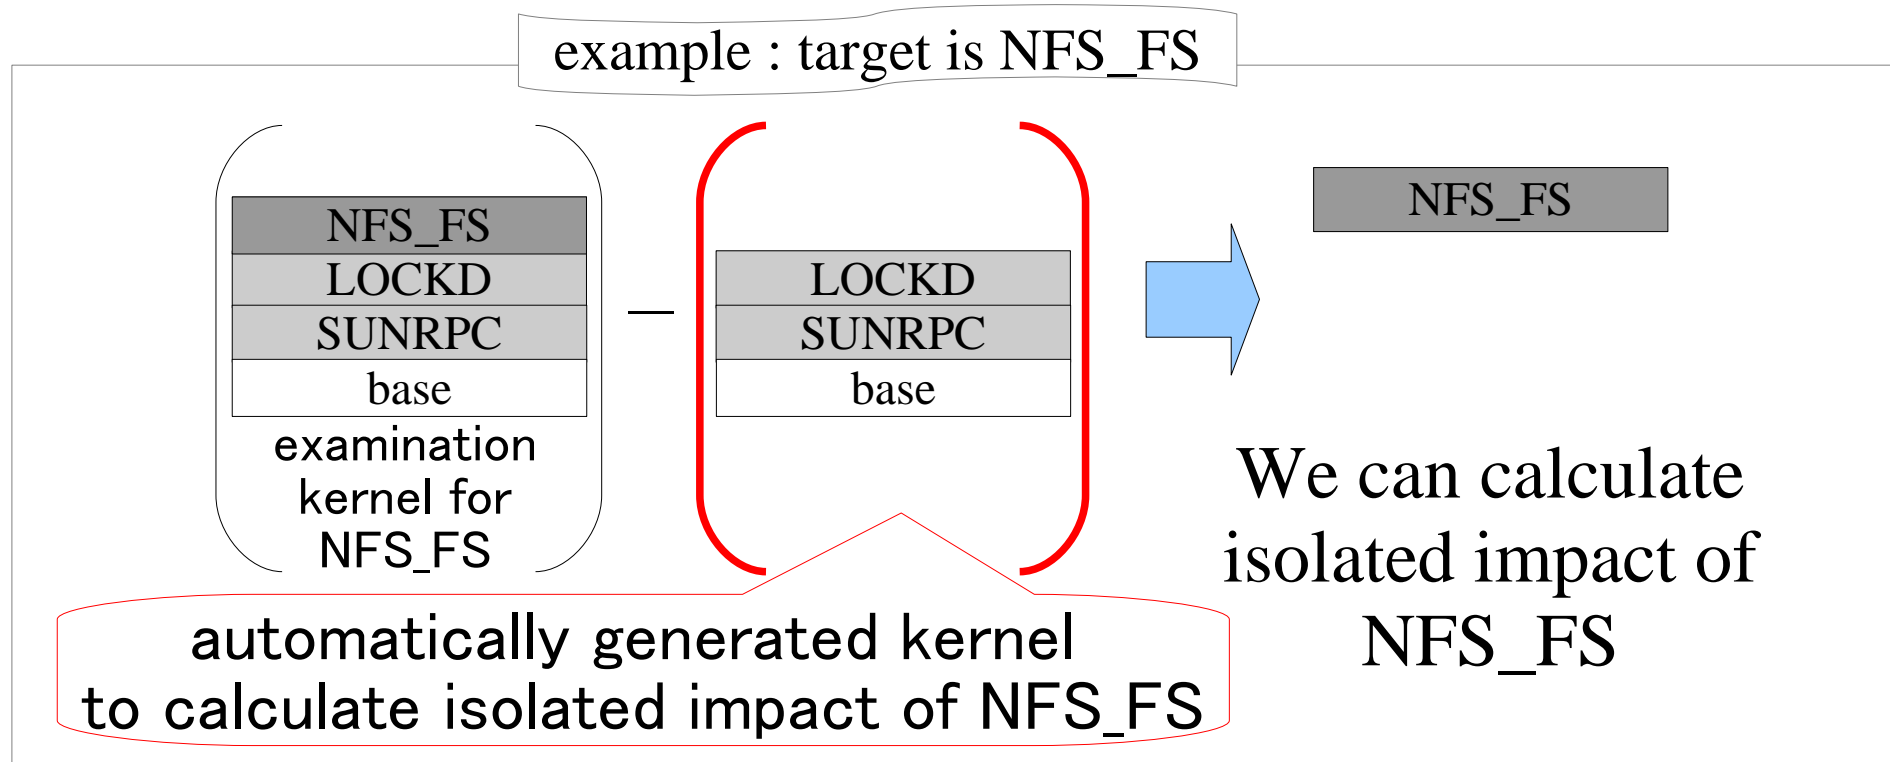 example : target is NFS_FS
NFS_FS
LOCKD
SUNRPC
base
examination
kernel for
NFS_FS
—
LOCKD
SUNRPC
base
NFS_FS
automatically generated kernel
to calculate isolated impact of NFS_FS
We can calculate
isolated impact of
NFS_FS